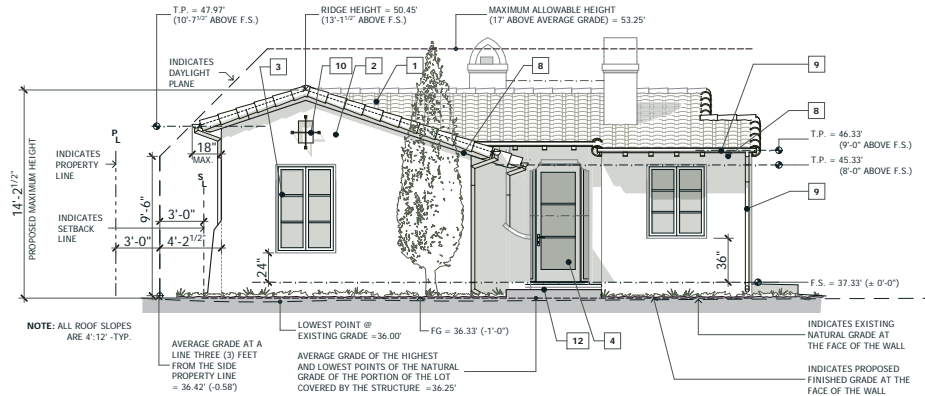 T.P. = 47.97'
(10'-7 1/2" ABOVE F.S.)
RIDGE HEIGHT = 50.45'
(13'-1 1/2" ABOVE F.S.)
MAXIMUM ALLOWABLE HEIGHT
(17' ABOVE AVERAGE GRADE) = 53.25'
INDICATES
DAYLIGHT
PLANE
3
10
2
1
8
9
8
T.P. = 46.33'
(9'-0" ABOVE F.S.)
T.P. = 45.33'
(8'-0" ABOVE F.S.)
9
14'-2 1/2"
PROPOSED MAXIMUM HEIGHT
PL
INDICATES
PROPERTY
LINE
18"
MAX.
SL
9'-6"
3'-0"
INDICATES
SETBACK
LINE
3'-0"
4'-2 1/2"
24"
36"
F.S. = 37.33' (± 0'-0")
NOTE: ALL ROOF SLOPES
ARE 4':12' -TYP.
LOWEST POINT @
EXISTING GRADE =36.00'
FG = 36.33' (-1'-0")
12
4
AVERAGE GRADE AT A
LINE THREE (3) FEET
FROM THE SIDE
PROPERTY LINE
= 36.42' (-0.58')
AVERAGE GRADE OF THE HIGHEST
AND LOWEST POINTS OF THE NATURAL
GRADE OF THE PORTION OF THE LOT
COVERED BY THE STRUCTURE =36.25'
INDICATES EXISTING
NATURAL GRADE AT
THE FACE OF THE WALL
INDICATES PROPOSED
FINISHED GRADE AT THE
FACE OF THE WALL